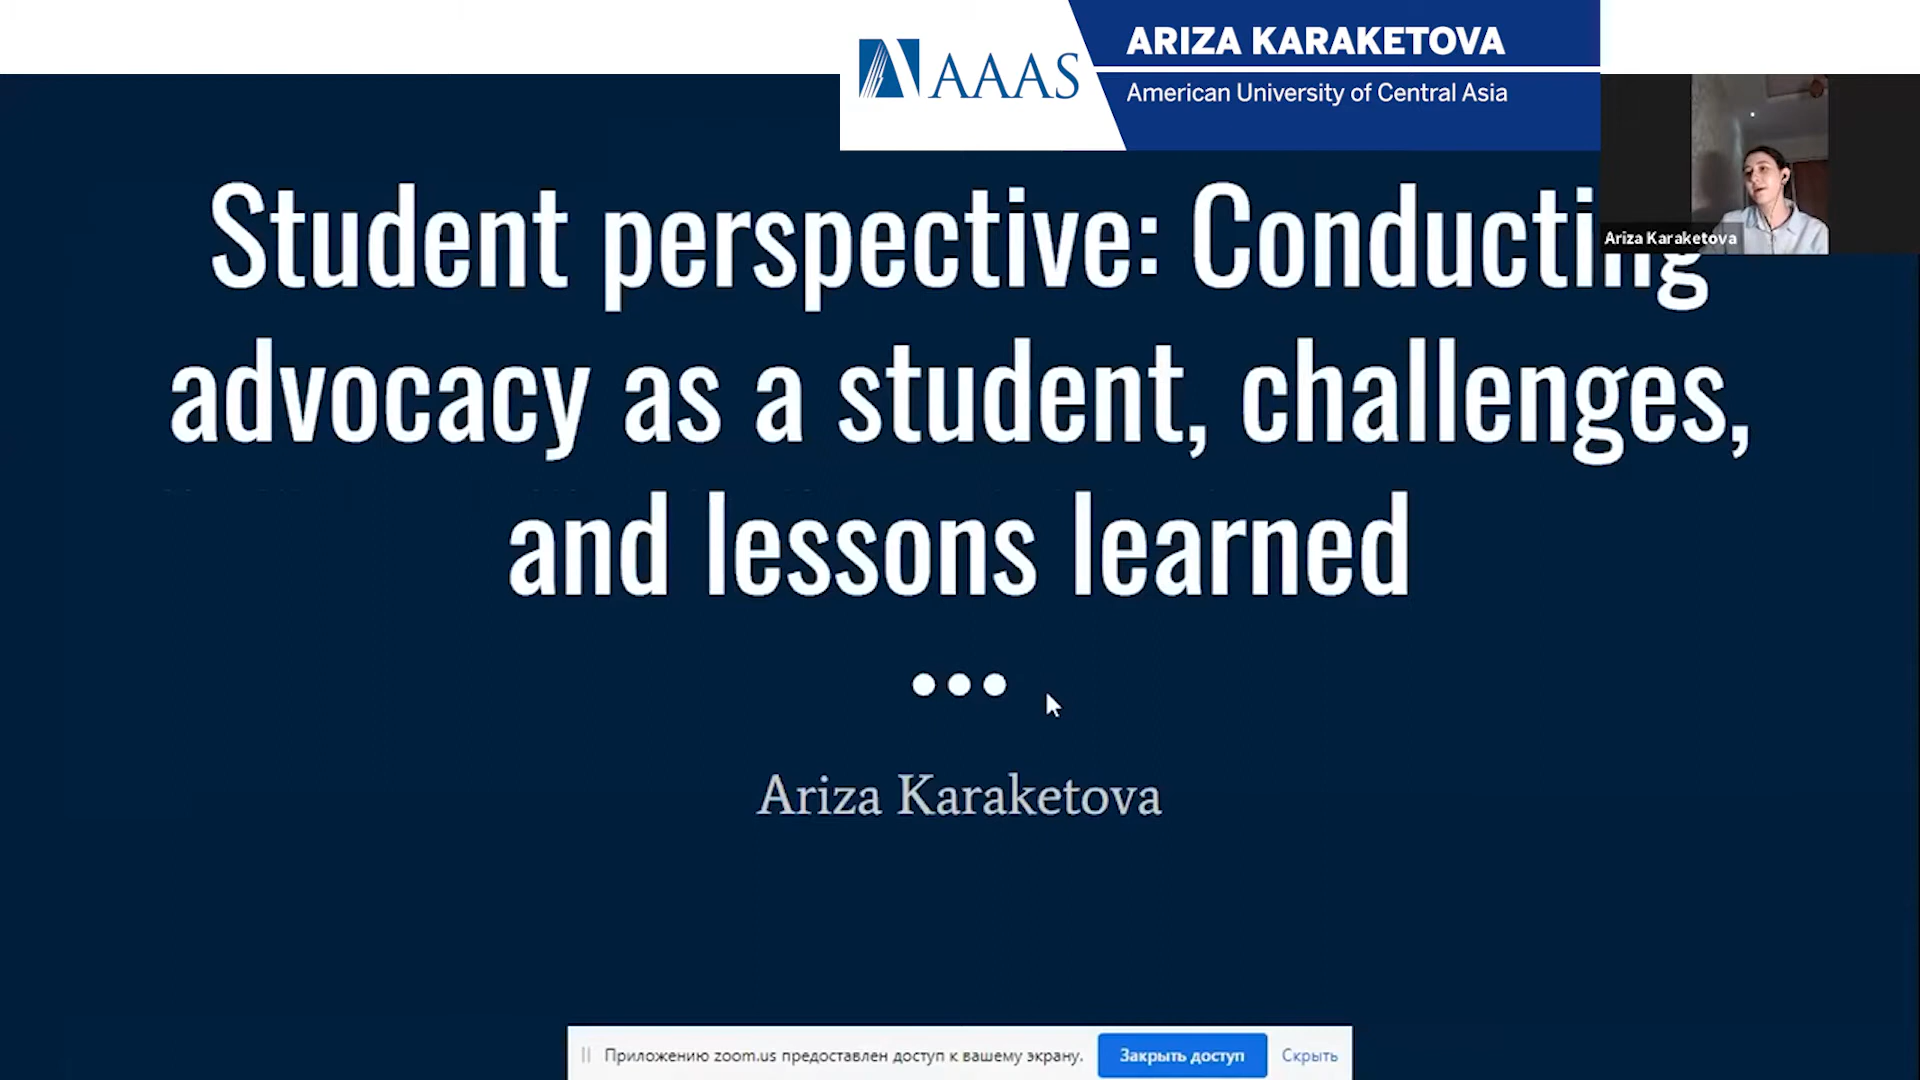 AAAS
ARIZA KARAKETOVA
American University of Central Asia
Ariza Karaketova
Student perspective: Conducting
advocacy as a student, challenges,
and lessons learned
Ariza Karaketova
Приложению zoom.us предоставлен доступ к вашему экрану.
Закрыть доступ
Скрыть